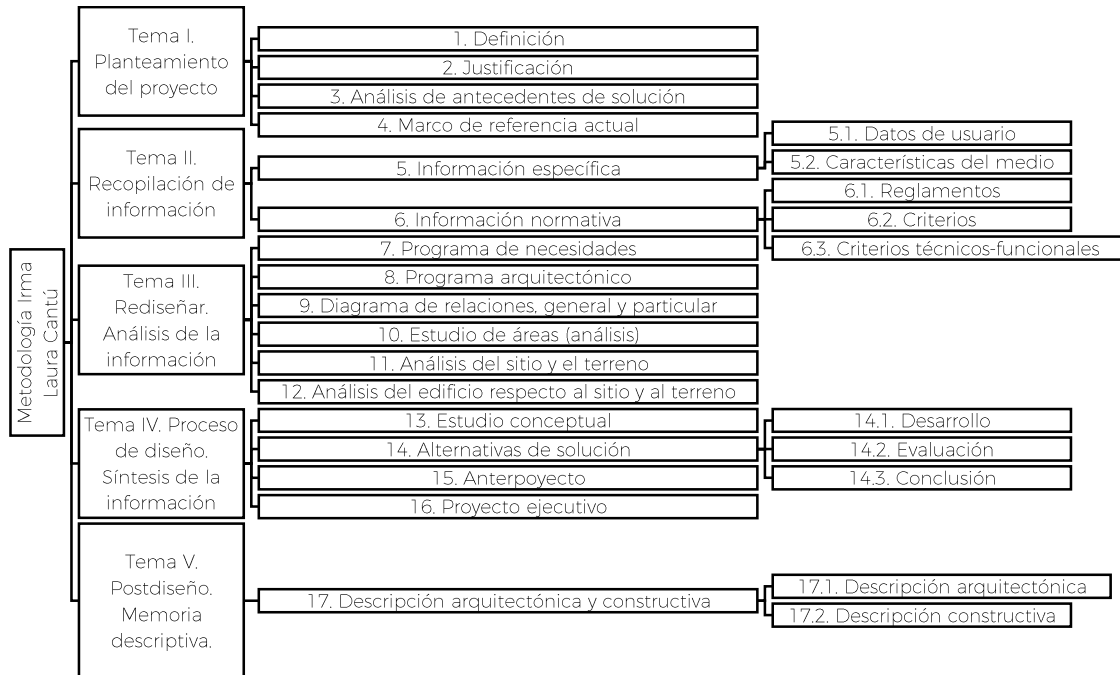 Metodología Irma
Laura Cantú
Tema I.
Planteamiento
del proyecto
1. Definición
2. Justificación
3. Análisis de antecedentes de solución
4. Marco de referencia actual
Tema II.
Recopilación de
información
5. Información específica
5.1. Datos de usuario
5.2. Características del medio
6. Información normativa
6.1. Reglamentos
6.2. Criterios
6.3. Criterios técnicos-funcionales
Tema III.
Rediseñar.
Análisis de la
información
7. Programa de necesidades
8. Programa arquitectónico
9. Diagrama de relaciones, general y particular
10. Estudio de áreas (análisis)
11. Análisis del sitio y el terreno
12. Análisis del edificio respecto al sitio y al terreno
Tema IV. Proceso
de diseño.
Síntesis de la
información
13. Estudio conceptual
14. Alternativas de solución
14.1. Desarrollo
14.2. Evaluación
14.3. Conclusión
15. Anterpoyecto
16. Proyecto ejecutivo
Tema V.
Postdiseño.
Memoria
descriptiva.
17. Descripción arquitectónica y constructiva
17.1. Descripción arquitectónica
17.2. Descripción constructiva